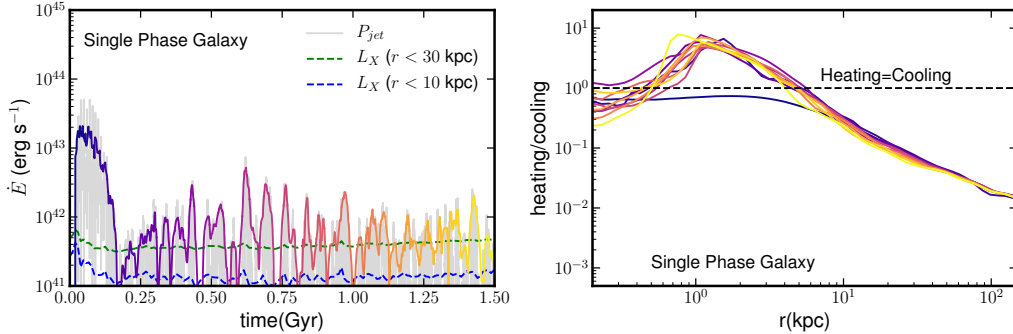 Single Phase Galaxy
P_jet
L_X (r < 30 kpc)
L_X (r < 10 kpc)
10^45
10^44
10^43
10^42
10^41
Ė (erg s⁻¹)
0.00 0.25 0.50 0.75 1.00 1.25 1.50
time(Gyr)
Heating=Cooling
Single Phase Galaxy
10^1
10^0
10^-1
10^-2
10^-3
heating/cooling
10^0 10^1 10^2
r(kpc)